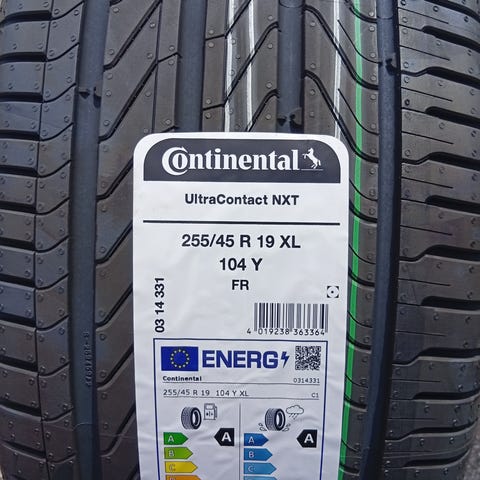 Continental
UltraContact NXT
255/45 R 19 XL
104 Y
FR
03 14 331
4 019238 363364
ENERG
Continental
0314331
255/45 R 19 104 Y XL
C1
A
A
A
A
B
B
C
C